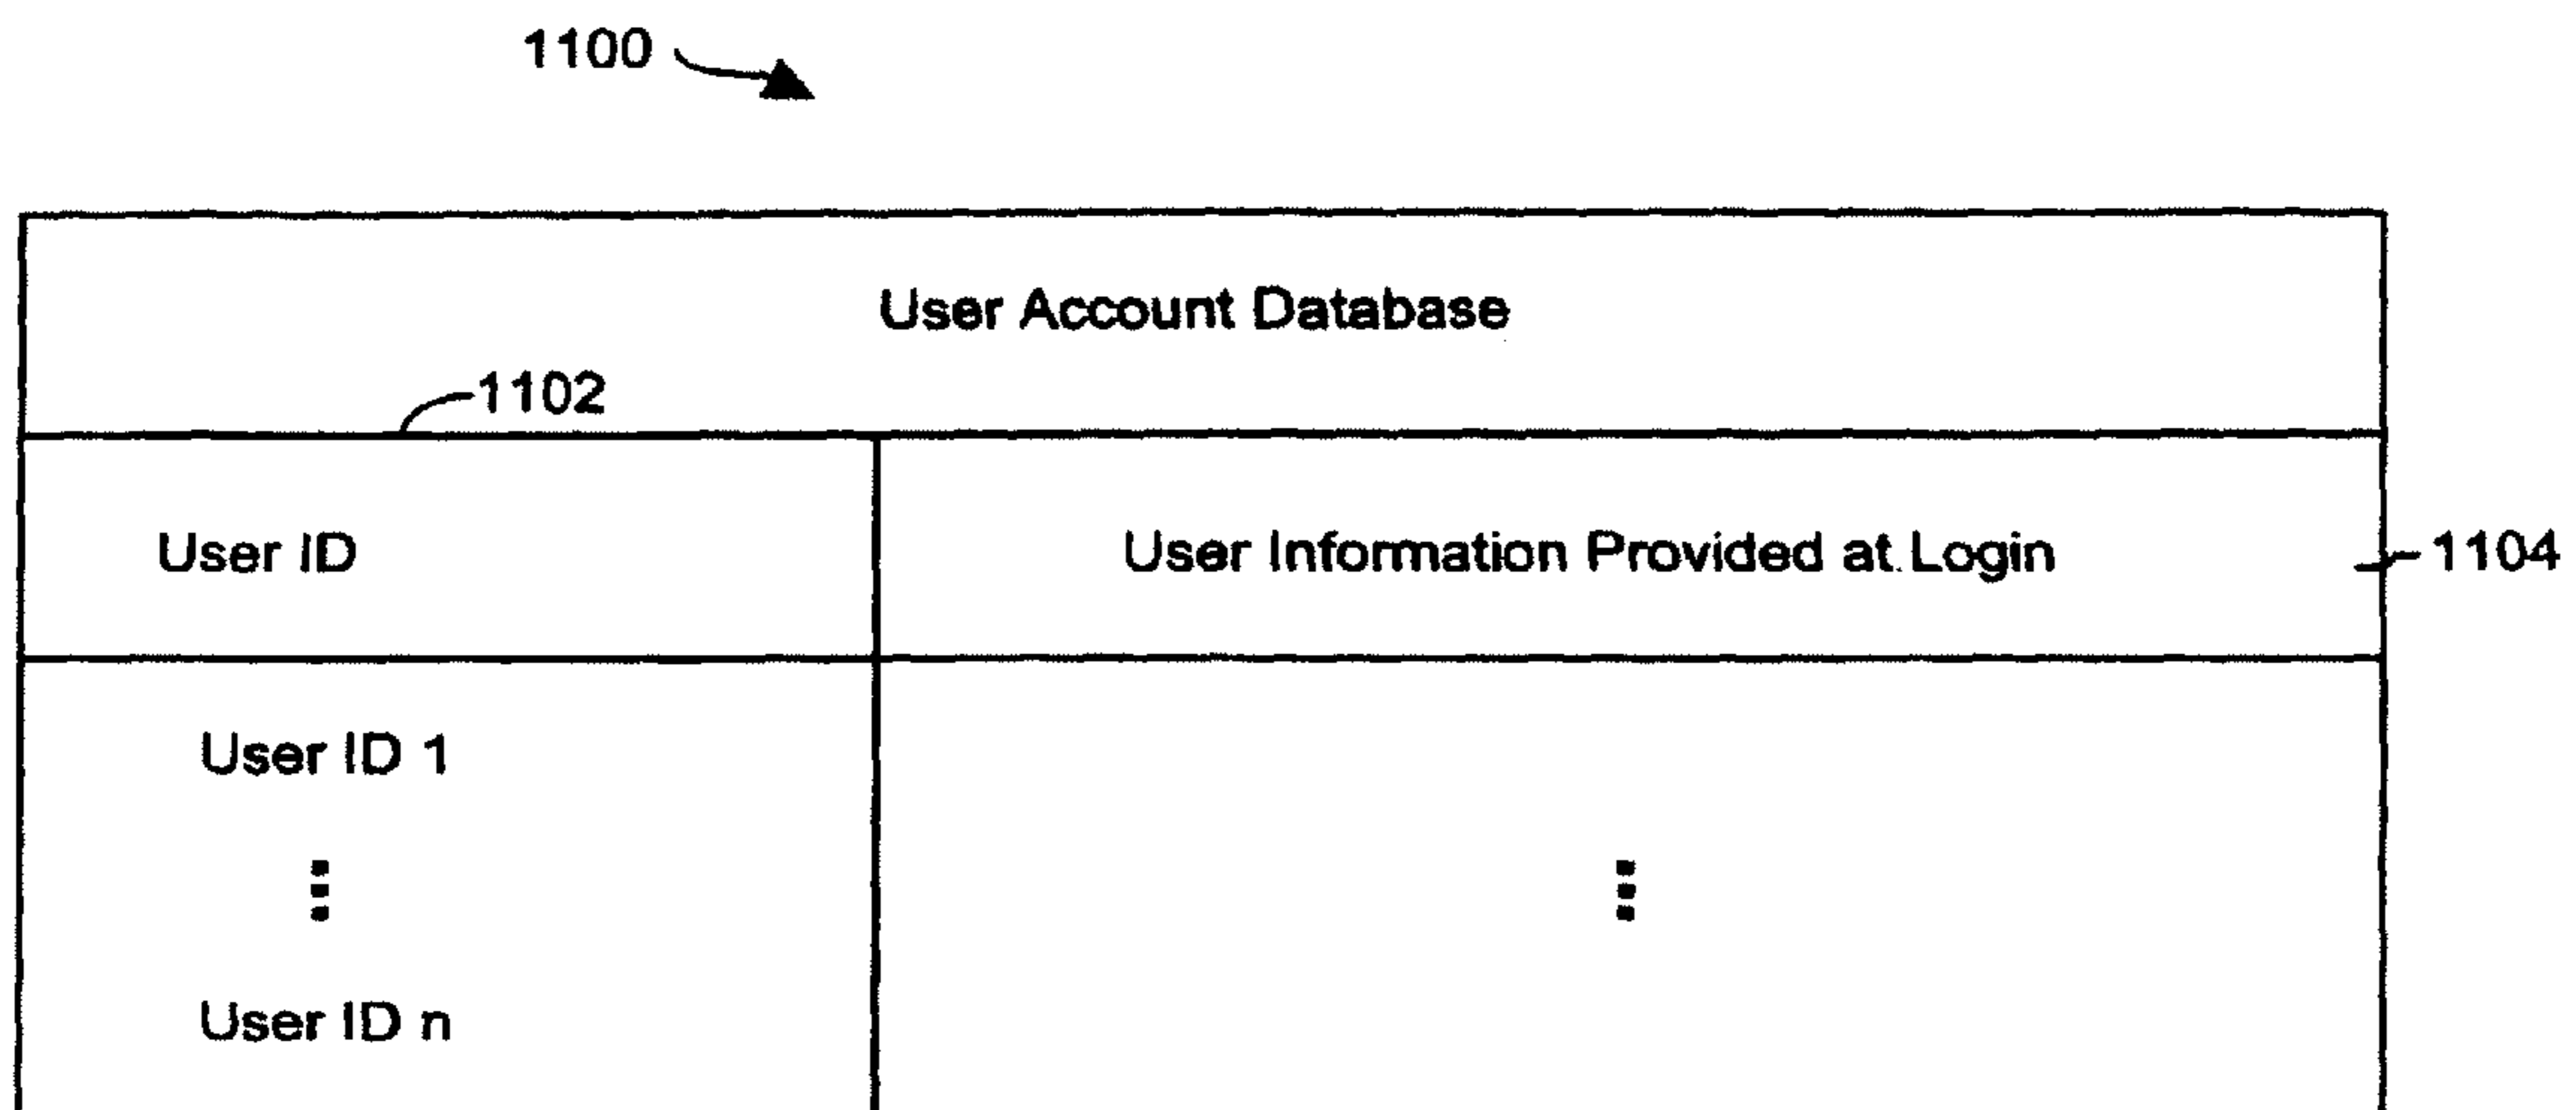 1100
User Account Database
1102
User ID User Information Provided at Login 1104
User ID 1
User ID n